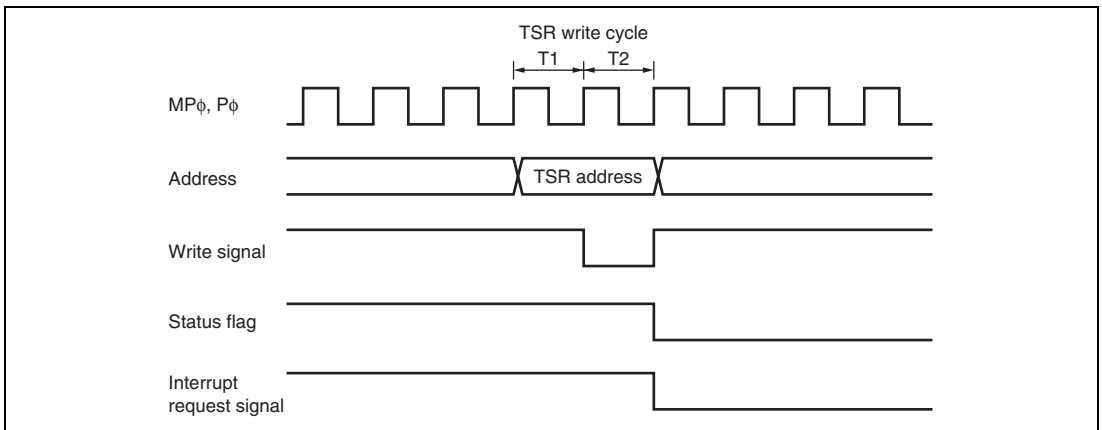 TSR write cycle
T1 T2
MPϕ, Pϕ
Address
TSR address
Write signal
Status flag
Interrupt
request signal